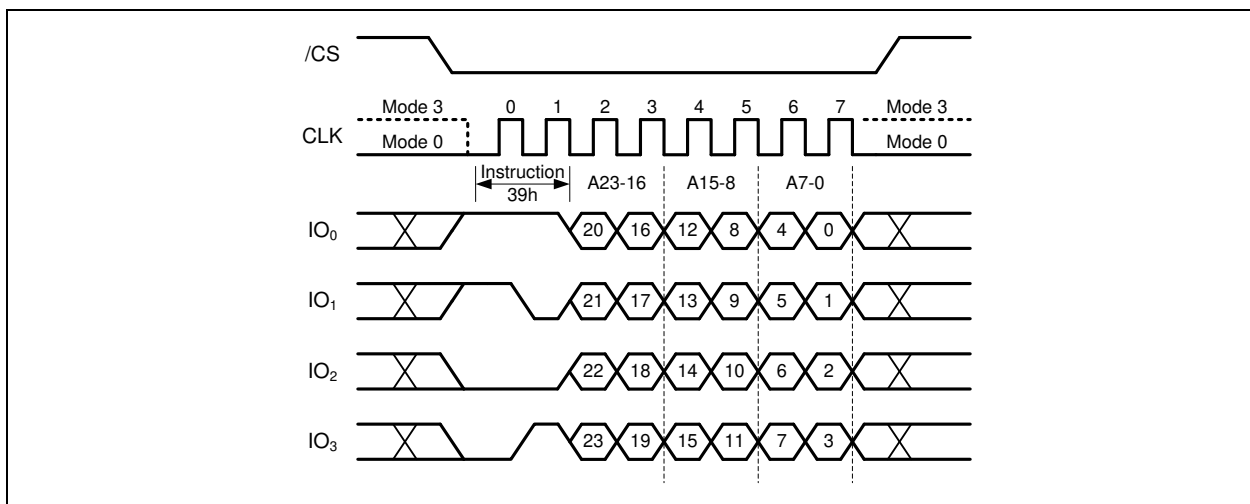 /CS
Mode 3 0 1 2 3 4 5 6 7 Mode 3
CLK
Mode 0 Mode 0
Instruction
39h
A23-16 A15-8 A7-0
IO₀ 20 16 12 8 4 0
IO₁ 21 17 13 9 5 1
IO₂ 22 18 14 10 6 2
IO₃ 23 19 15 11 7 3